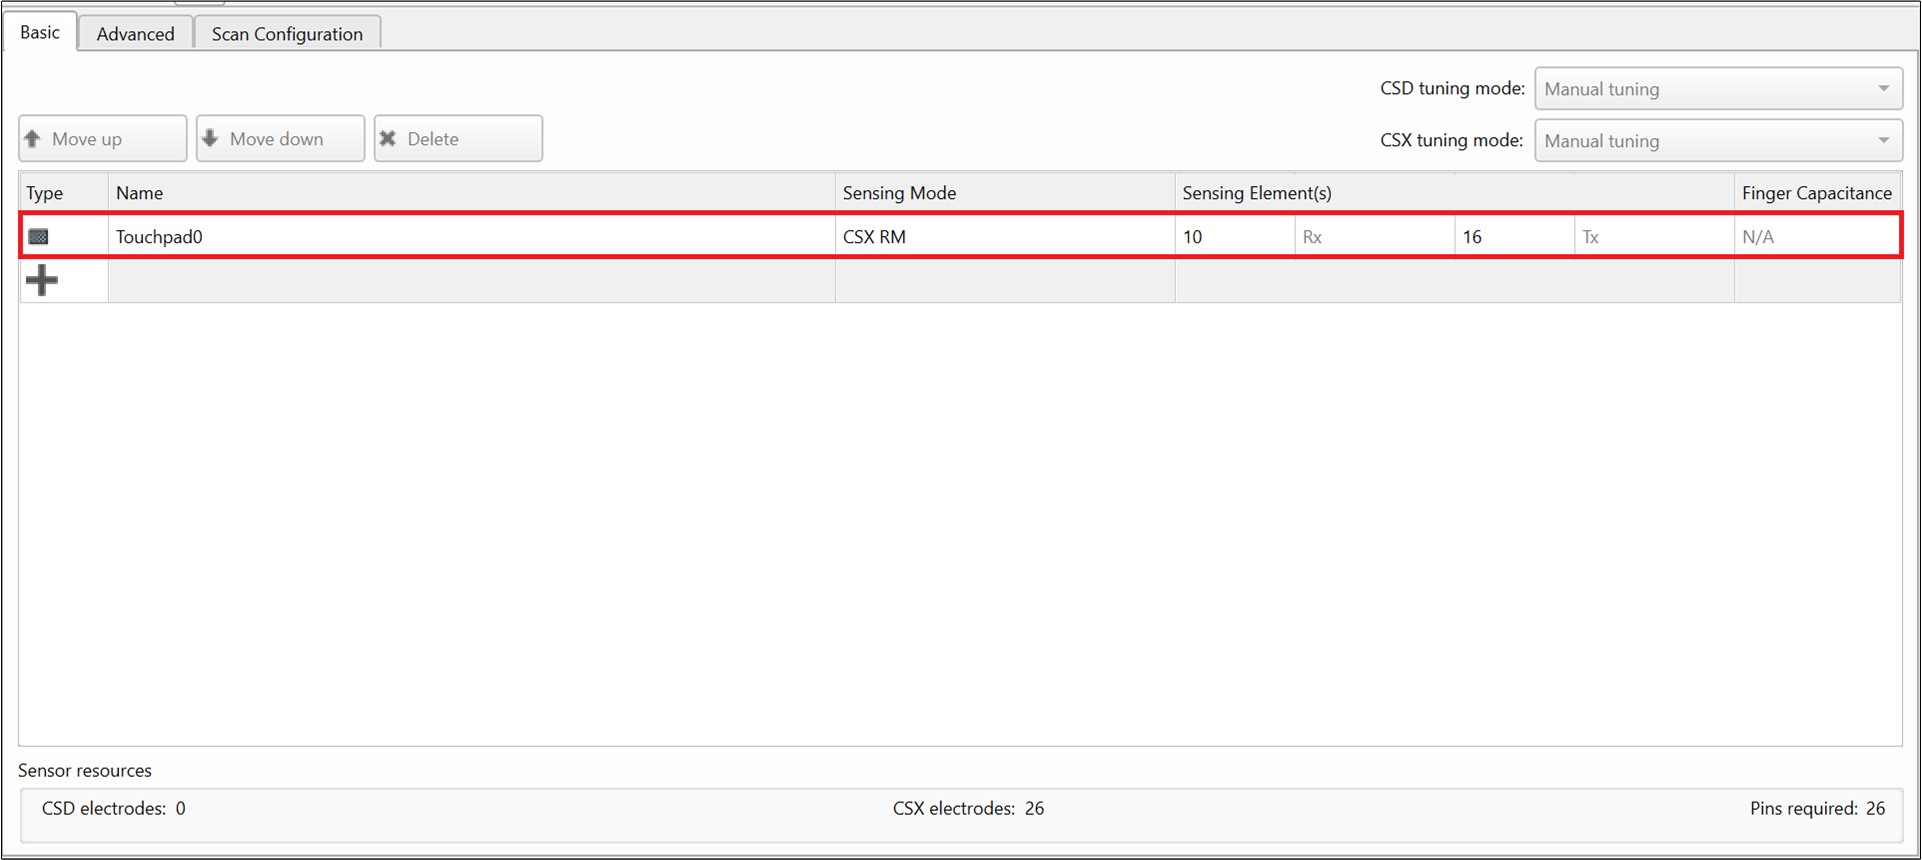 Basic Advanced Scan Configuration
CSD tuning mode: Manual tuning
Move up Move down Delete
CSX tuning mode: Manual tuning
Type Name Sensing Mode Sensing Element(s) Finger Capacitance
Touchpad0 CSX RM 10 Rx 16 Tx N/A
Sensor resources
CSD electrodes: 0 CSX electrodes: 26 Pins required: 26